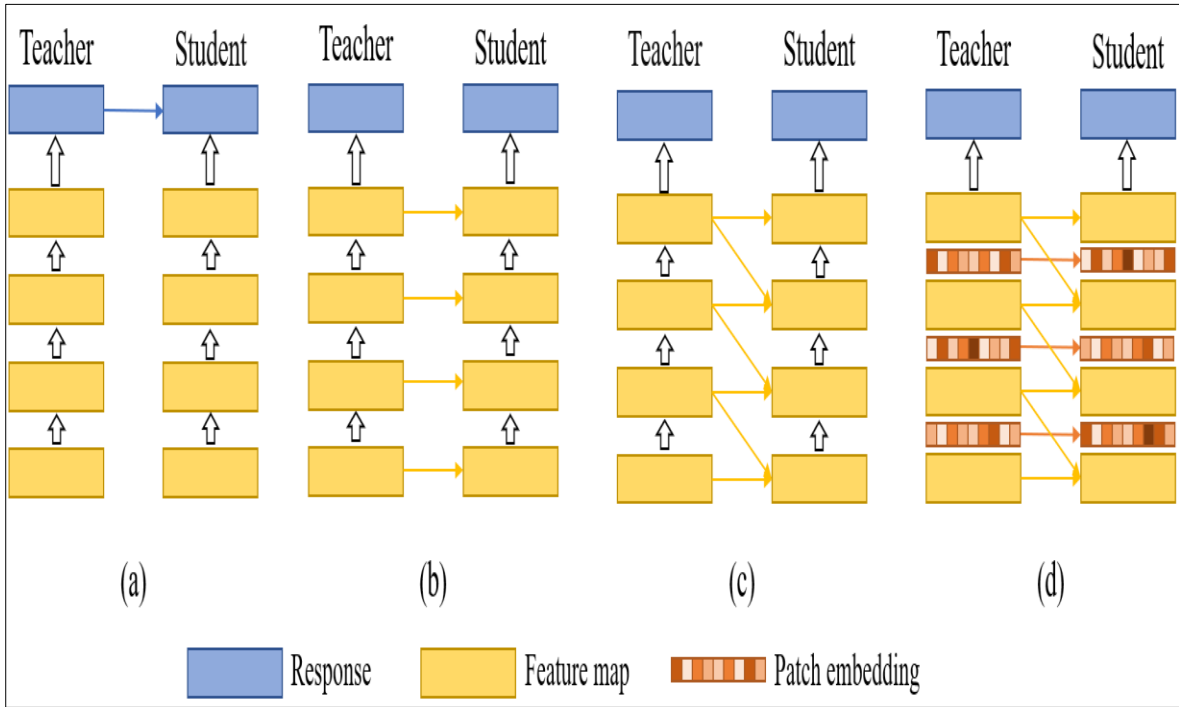 Teacher Student Teacher Student Teacher Student Teacher Student
(a) (b) (c) (d)
Response Feature map Patch embedding